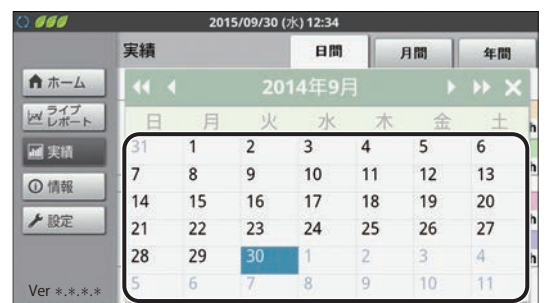 2015/09/30 (水) 12:34
実績 日間 月間 年間
ホーム
ライブ
レポート
実績
情報
設定
Ver *.*.*.*
2014年9月
日 月 火 水 木 金 土
31 1 2 3 4 5 6
7 8 9 10 11 12 13
14 15 16 17 18 19 20
21 22 23 24 25 26 27
28 29 30 1 2 3 4
5 6 7 8 9 10 11
h
h
h
h